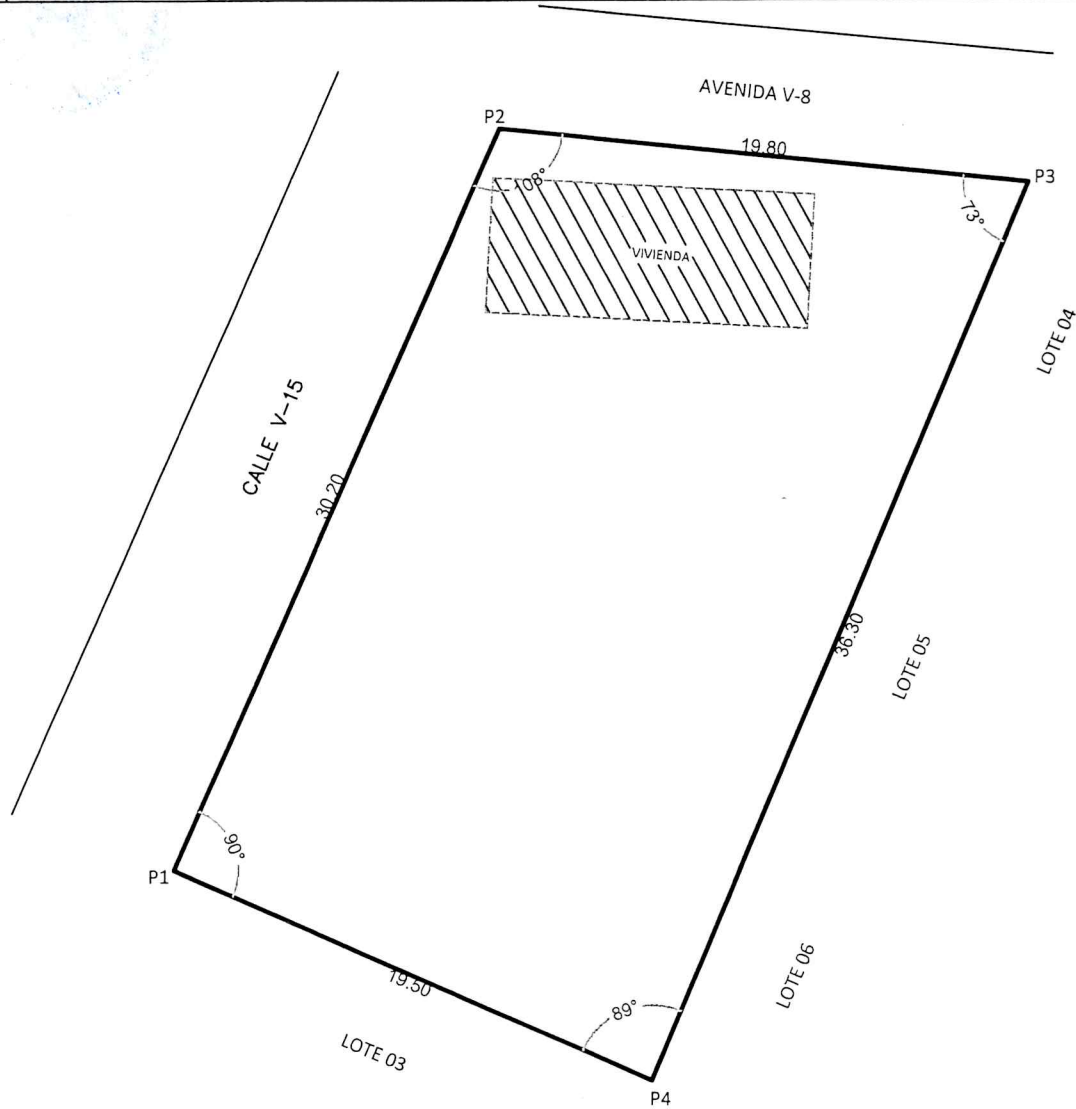 AVENIDA V-8
P2
19.80
P3
108°
73°
VIVIENDA
LOTE 04
CALLE V-15
30.20
36.30
LOTE 05
90°
P1
LOTE 06
19.50
89°
LOTE 03
P4